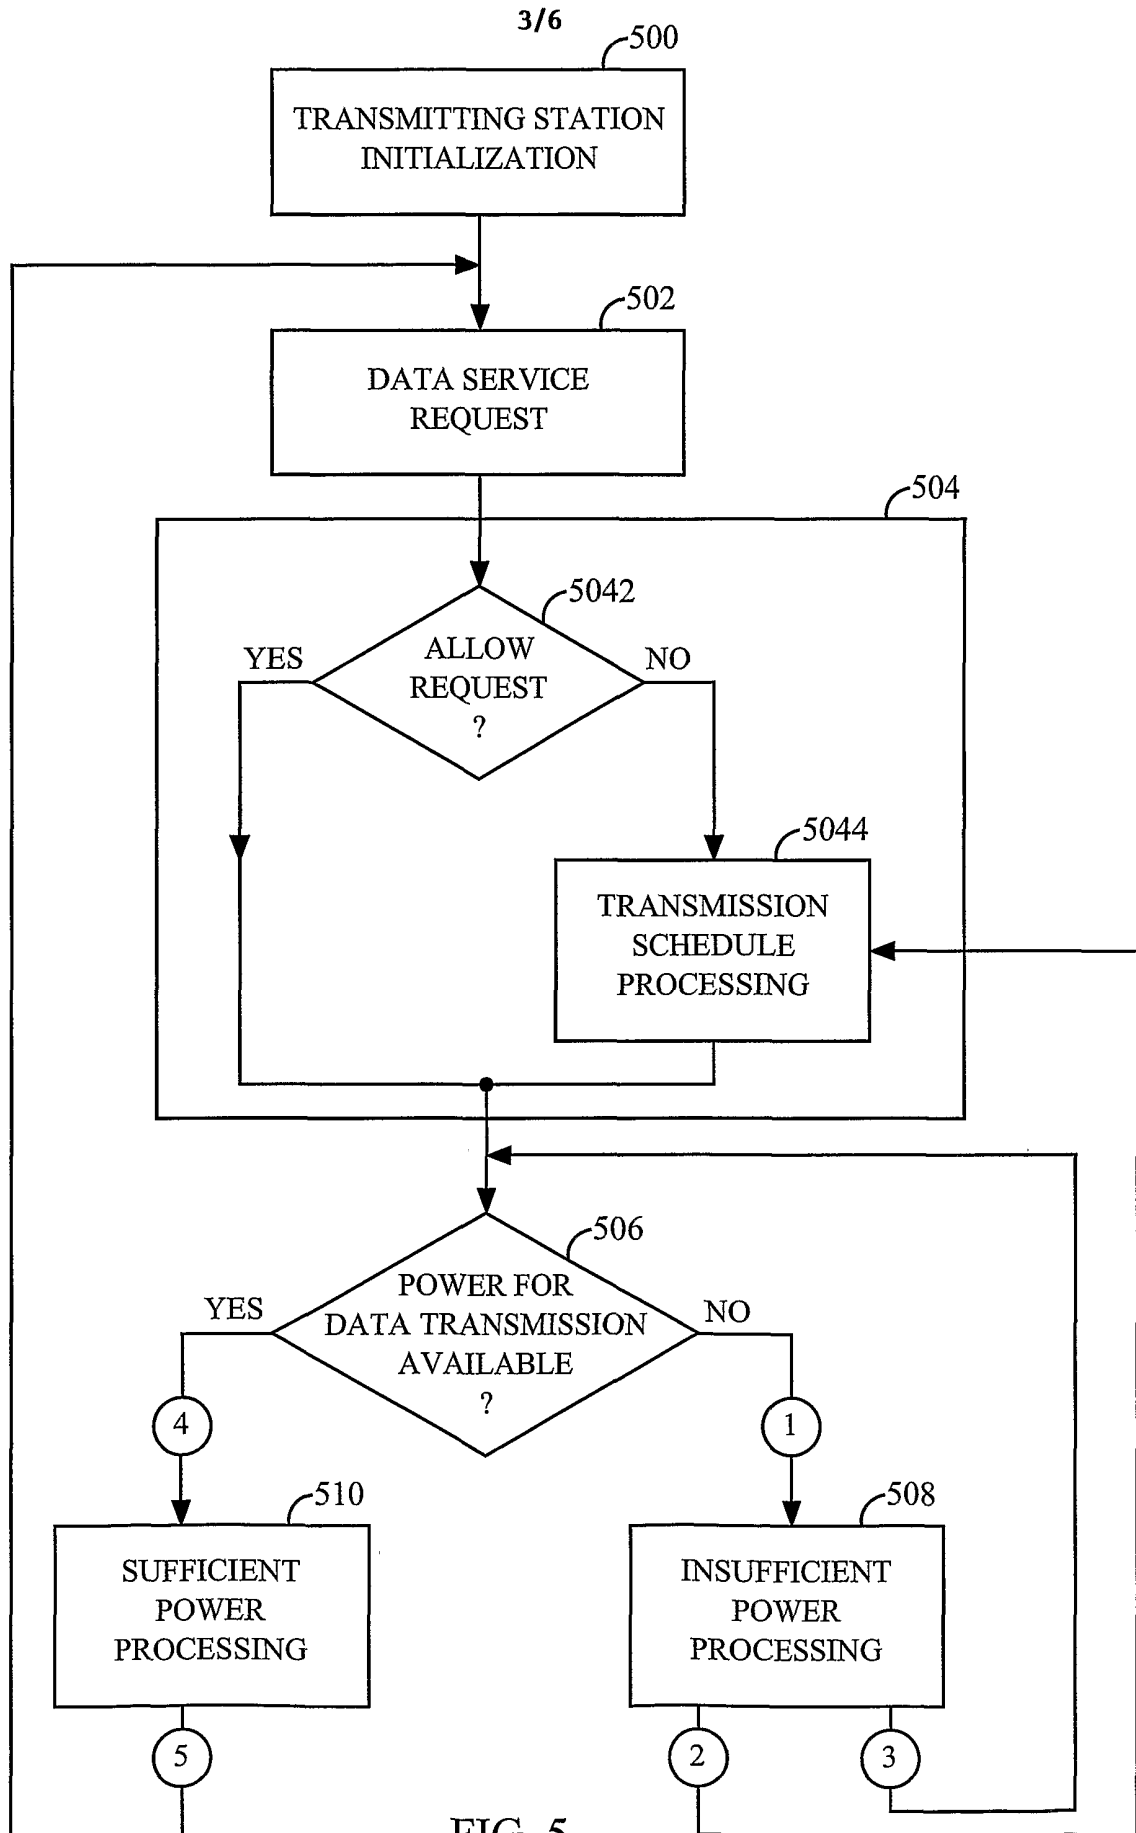 3/6
500
TRANSMITTING STATION
INITIALIZATION
502
DATA SERVICE
REQUEST
504
5042
ALLOW
REQUEST
?
YES
NO
5044
TRANSMISSION
SCHEDULE
PROCESSING
506
POWER FOR
DATA TRANSMISSION
AVAILABLE
?
YES
NO
4
1
510
508
SUFFICIENT
POWER
PROCESSING
INSUFFICIENT
POWER
PROCESSING
5
2
3
FIG. 5